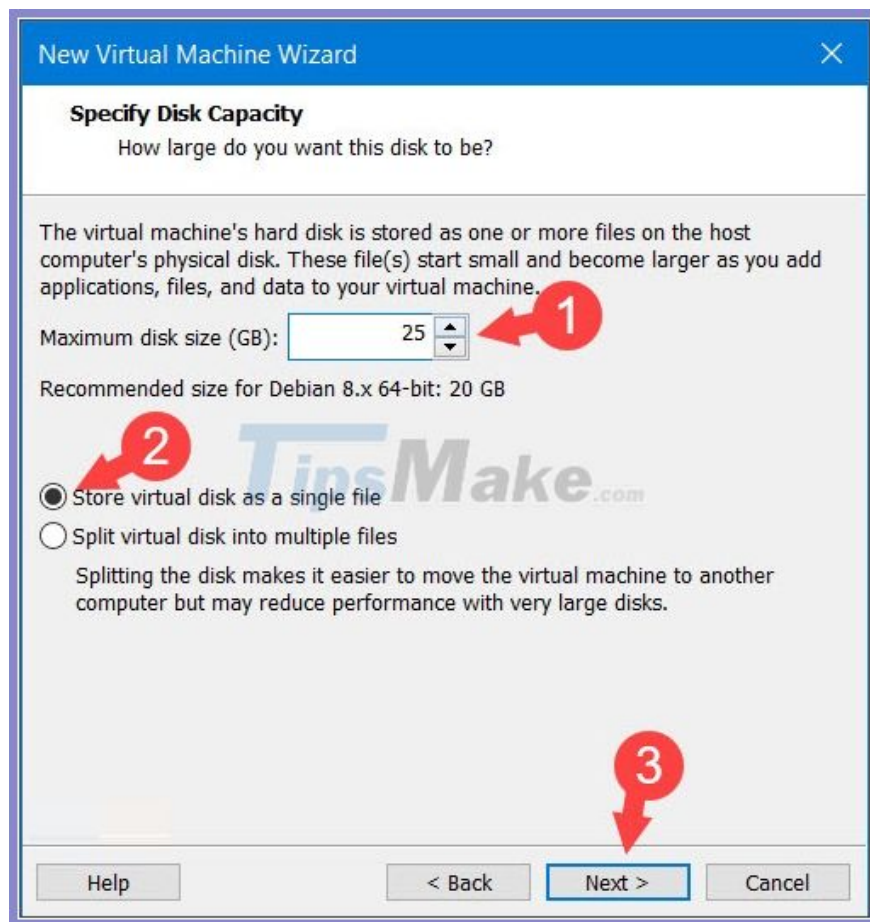 New Virtual Machine Wizard
Specify Disk Capacity
How large do you want this disk to be?
The virtual machine's hard disk is stored as one or more files on the host
computer's physical disk. These file(s) start small and become larger as you add
applications, files, and data to your virtual machine.
1
Maximum disk size (GB): 25
Recommended size for Debian 8.x 64-bit: 20 GB
2
TipsMake.com
Store virtual disk as a single file
Split virtual disk into multiple files
Splitting the disk makes it easier to move the virtual machine to another
computer but may reduce performance with very large disks.
3
Help < Back Next > Cancel